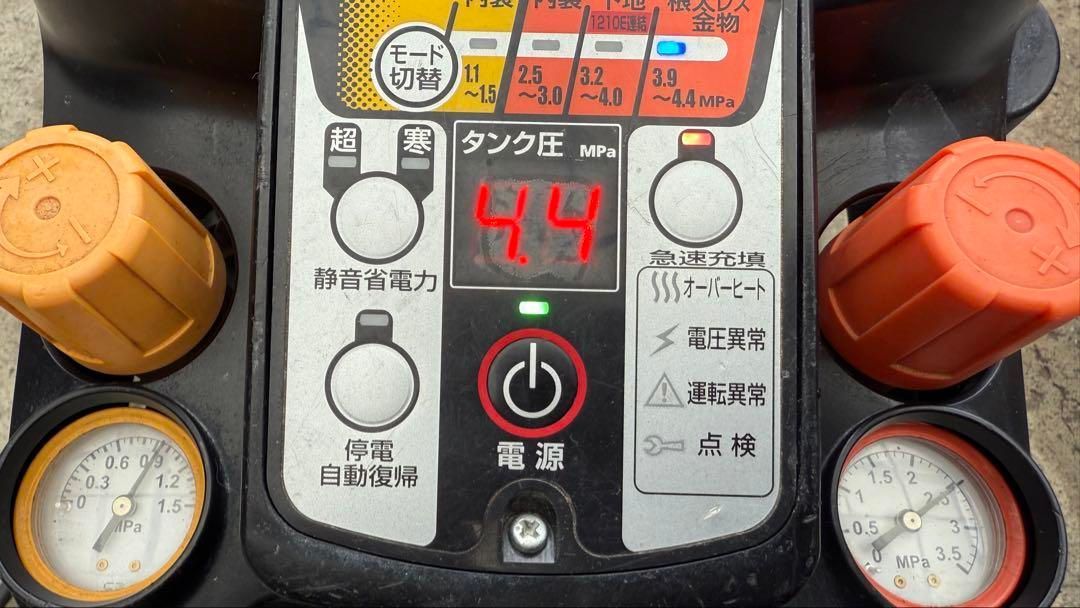 内装 内装 下地 根太レス
1210E連結 金物
モード
切替
1.1
~1.5
2.5
~3.0
3.2
~4.0
3.9
~4.4 MPa
超 寒
タンク圧 MPa
4.4
静音省電力
急速充填
オーバーヒート
電圧異常
運転異常
点検
停電
自動復帰
電源
0 0.3 0.6 0.9 1.2 1.5
MPa
0 0.5 1 1.5 2 2.5 3 3.5
MPa